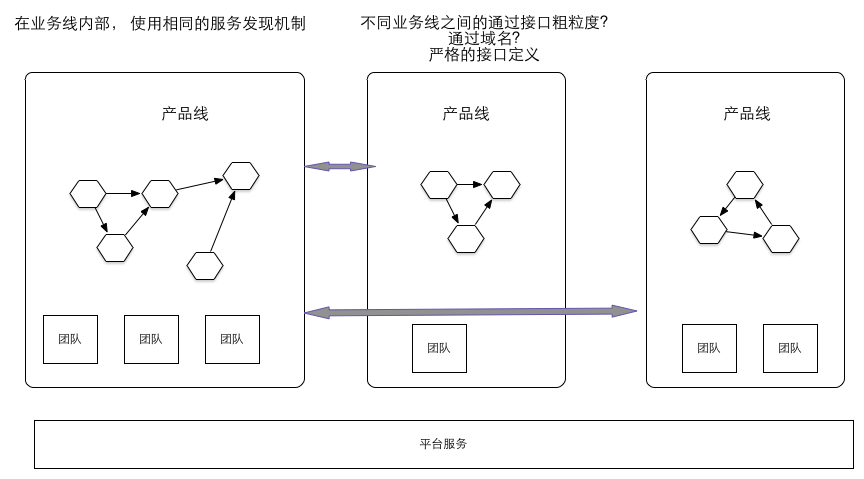 在业务线内部， 使用相同的服务发现机制
不同业务线之间的通过接口粗粒度?
通过域名?
严格的接口定义
产品线
产品线
产品线
团队
团队
团队
团队
团队
团队
平台服务